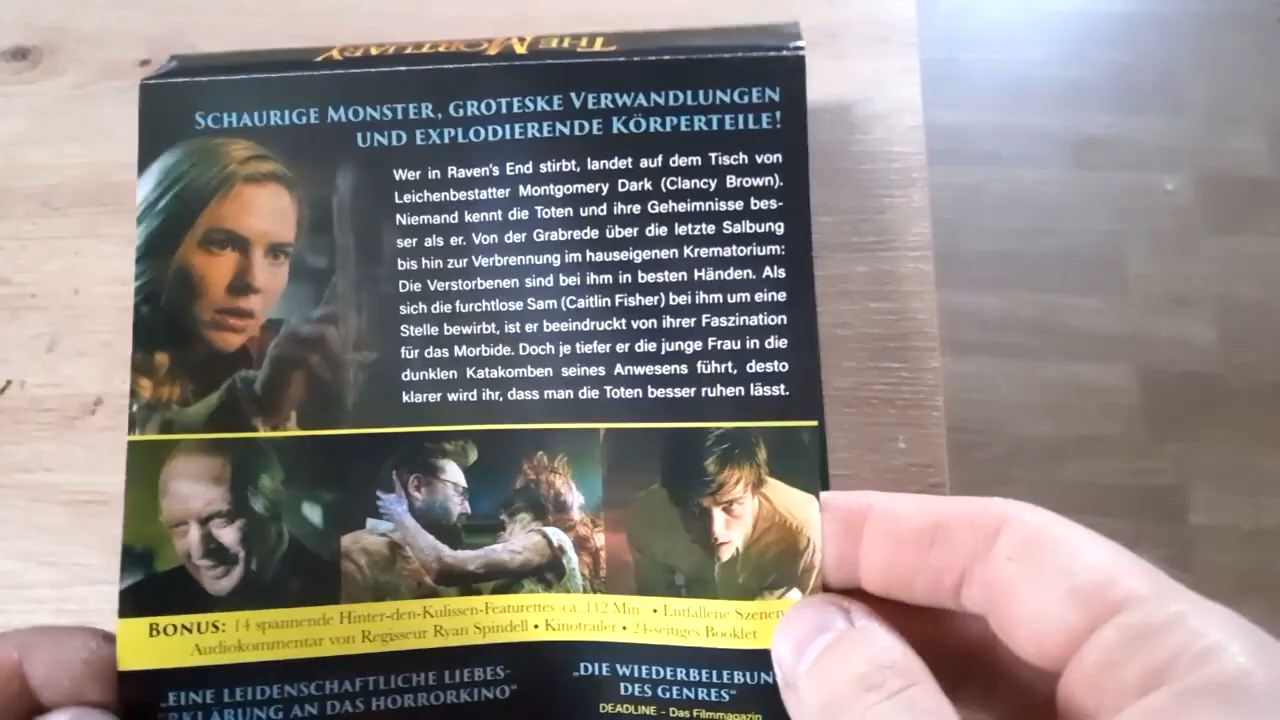 THE MORTUARY
SCHAURIGE MONSTER, GROTESKE VERWANDLUNGEN
UND EXPLODIERENDE KÖRPERTEILE!
Wer in Raven's End stirbt, landet auf dem Tisch von
Leichenbestatter Montgomery Dark (Clancy Brown).
Niemand kennt die Toten und ihre Geheimnisse bes-
ser als er. Von der Grabrede über die letzte Salbung
bis hin zur Verbrennung im hauseigenen Krematorium:
Die Verstorbenen sind bei ihm in besten Händen. Als
sich die furchtlose Sam (Caitlin Fisher) bei ihm um eine
Stelle bewirbt, ist er beeindruckt von ihrer Faszination
für das Morbide. Doch je tiefer er die junge Frau in die
dunklen Katakomben seines Anwesens führt, desto
klarer wird ihr, dass man die Toten besser ruhen lässt.
BONUS: 14 spannende Hinter-den-Kulissen-Featurettes ca. 112 Min. • Entfallene Szenen
Audiokommentar von Regisseur Ryan Spindell • Kinotrailer • 24-seitiges Booklet
„EINE LEIDENSCHAFTLICHE LIEBES-
ERKLÄRUNG AN DAS HORRORKINO“
„DIE WIEDERBELEBUN
DES GENRES“
DEADLINE – Das Filmmagazin